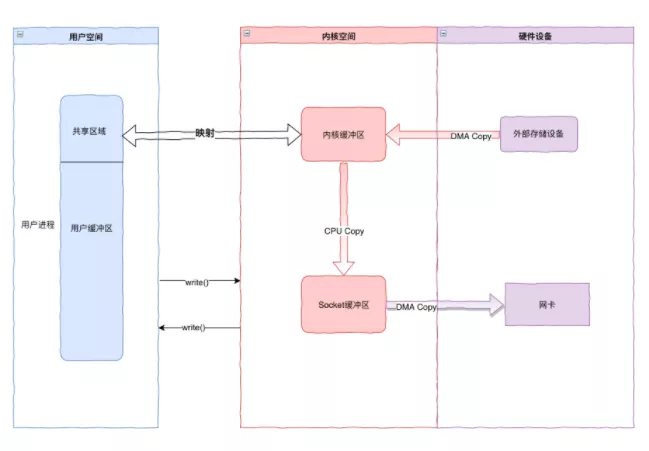 用户空间
内核空间
硬件设备
共享区域
映射
内核缓冲区
DMA Copy
外部存储设备
用户进程
用户缓冲区
CPU Copy
write()
Socket缓冲区
DMA Copy
网卡
write()